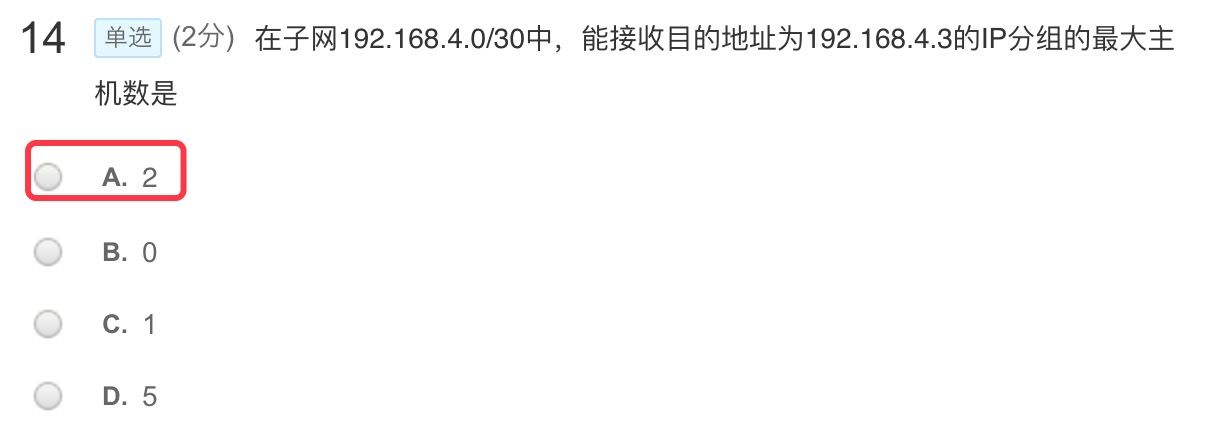 14 单选 (2分) 在子网192.168.4.0/30中，能接收目的地址为192.168.4.3的IP分组的最大主
机数是
A. 2
B. 0
C. 1
D. 5